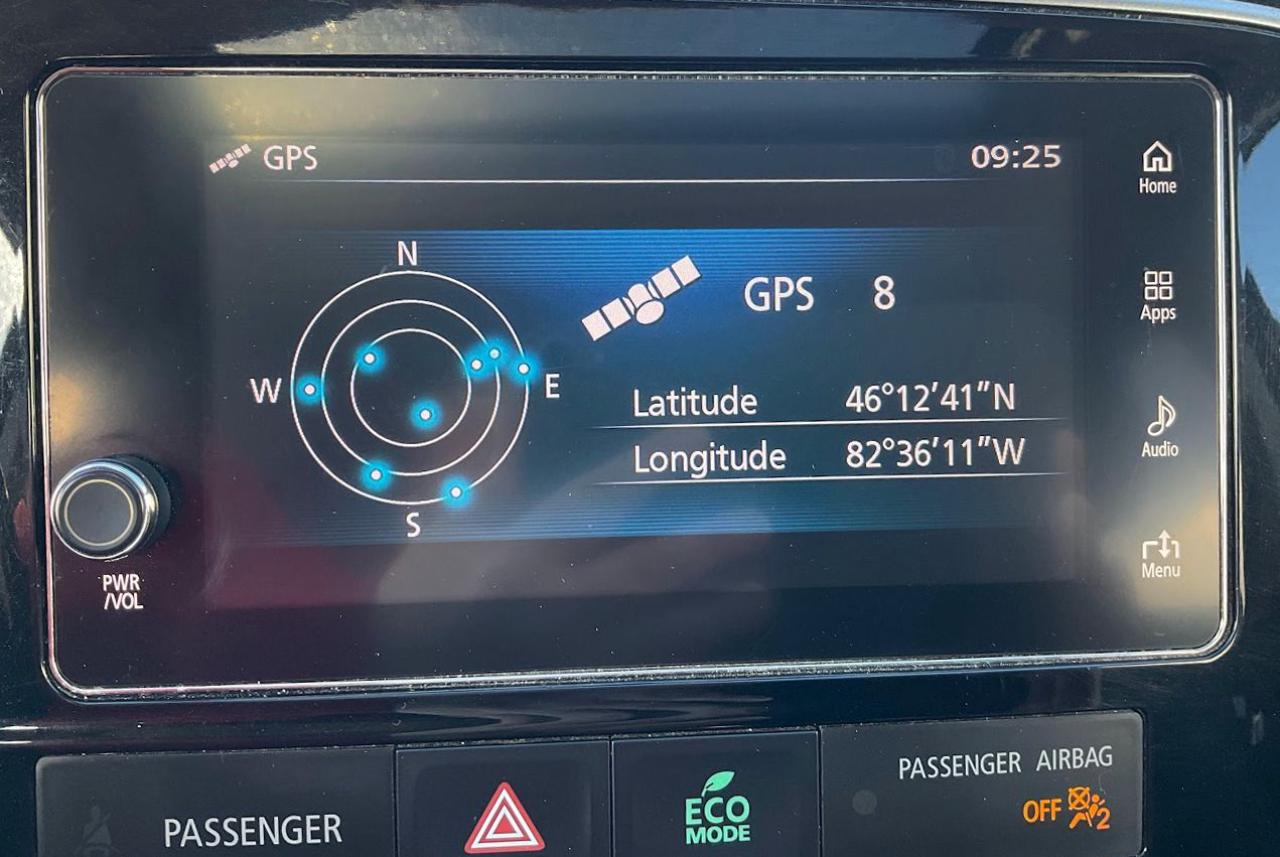 GPS 09:25
Home
N
GPS 8
Apps
W E
Latitude 46°12’41”N
Longitude 82°36’11”W
Audio
S
Menu
PWR
/VOL
PASSENGER AIRBAG
OFF 2
ECO
MODE
PASSENGER